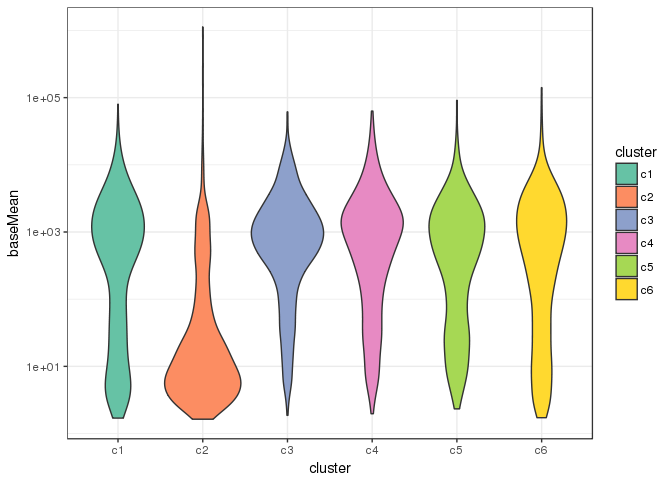 baseMean
1e+05
1e+03
1e+01
c1 c2 c3 c4 c5 c6
cluster
cluster
c1
c2
c3
c4
c5
c6